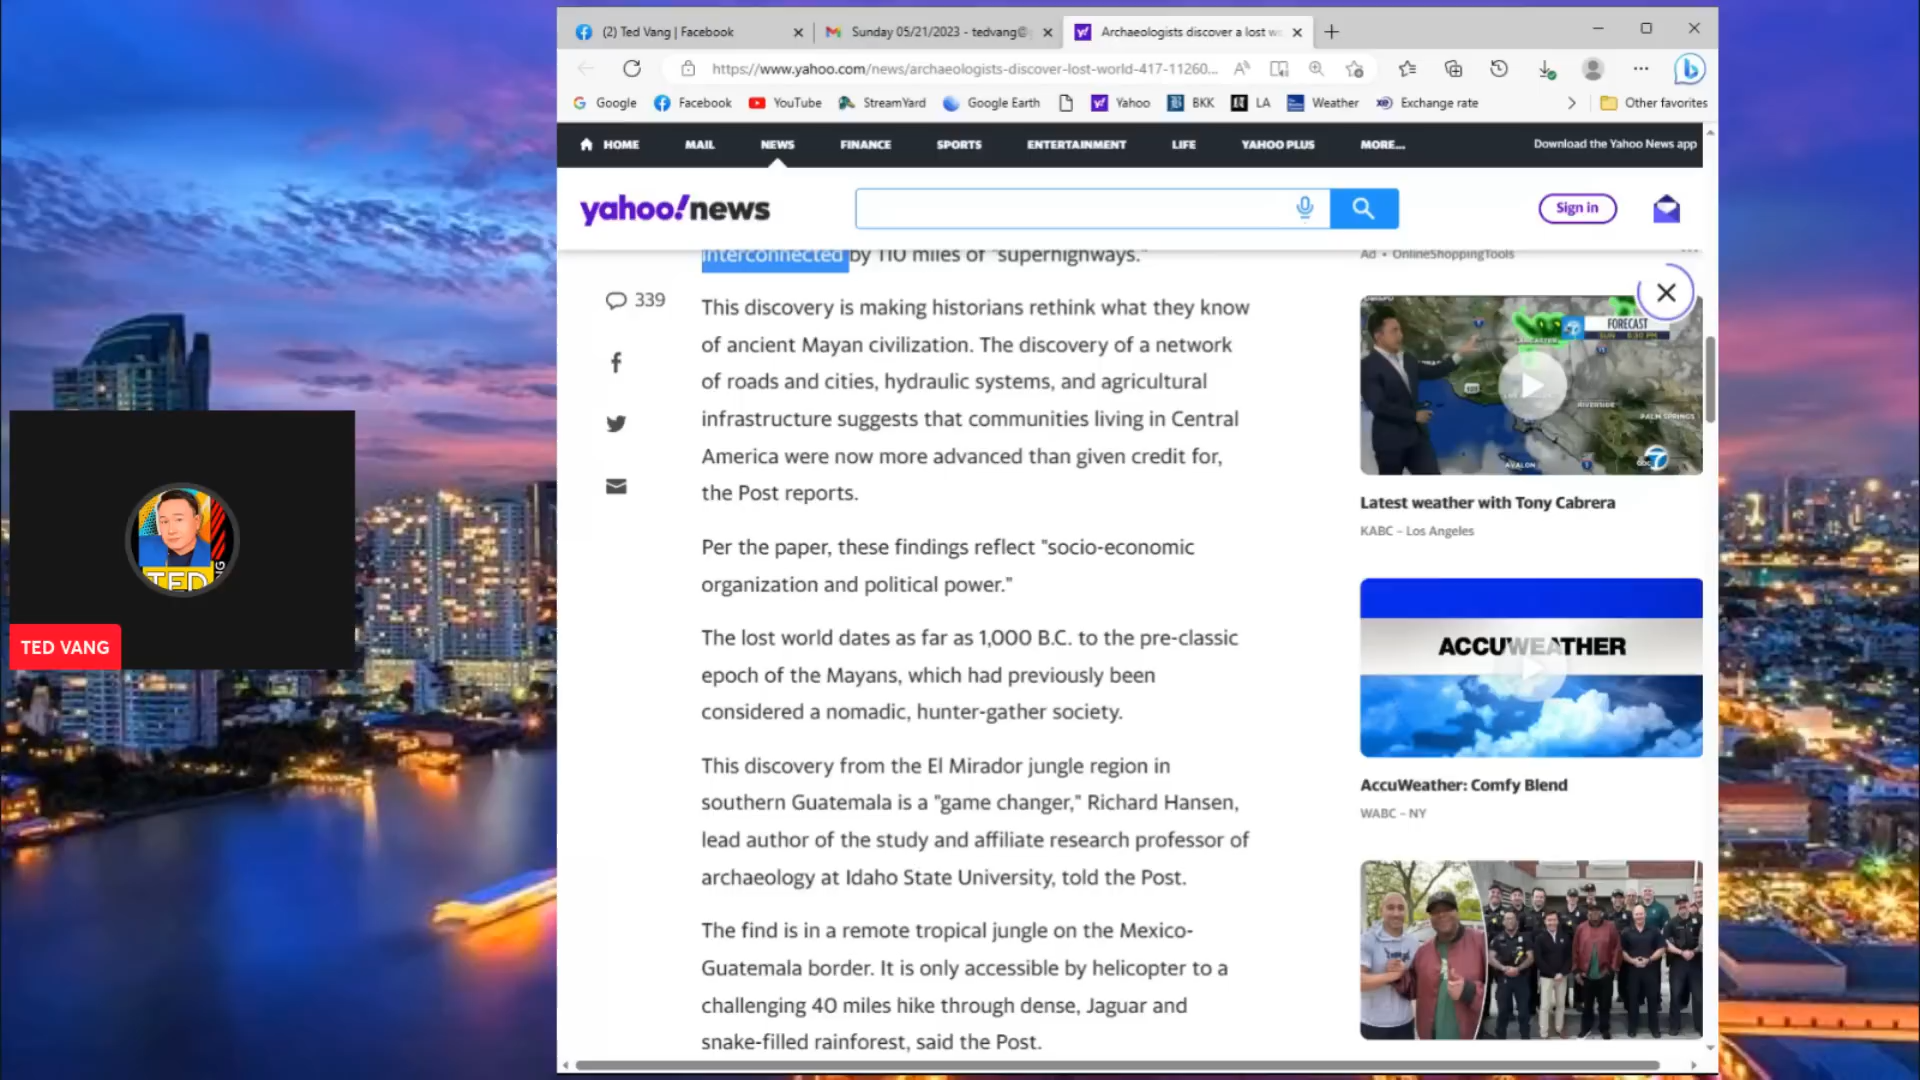 (2) Ted Vang | Facebook
Sunday 05/21/2023 - tedvang@
Archaeologists discover a lost wo
https://www.yahoo.com/news/archaeologists-discover-lost-world-417-11260...
Google
Facebook
YouTube
StreamYard
Google Earth
Yahoo
BKK
LA
Weather
Exchange rate
Other favorites
HOME
MAIL
NEWS
FINANCE
SPORTS
ENTERTAINMENT
LIFE
YAHOO PLUS
MORE...
Download the Yahoo News app
yahoo!news
Sign in
interconnected by 110 miles of "superhighways."
339
This discovery is making historians rethink what they know
of ancient Mayan civilization. The discovery of a network
of roads and cities, hydraulic systems, and agricultural
infrastructure suggests that communities living in Central
America were now more advanced than given credit for,
the Post reports.
Per the paper, these findings reflect "socio-economic
organization and political power."
The lost world dates as far as 1,000 B.C. to the pre-classic
epoch of the Mayans, which had previously been
considered a nomadic, hunter-gather society.
This discovery from the El Mirador jungle region in
southern Guatemala is a "game changer," Richard Hansen,
lead author of the study and affiliate research professor of
archaeology at Idaho State University, told the Post.
The find is in a remote tropical jungle on the Mexico-
Guatemala border. It is only accessible by helicopter to a
challenging 40 miles hike through dense, Jaguar and
snake-filled rainforest, said the Post.
Ad • OnlineShoppingTools
FORECAST
LANCASTER
RIVERSIDE
PALM SPRINGS
AVALON
Latest weather with Tony Cabrera
KABC – Los Angeles
ACCUWEATHER
AccuWeather: Comfy Blend
WABC – NY
TED
TED VANG